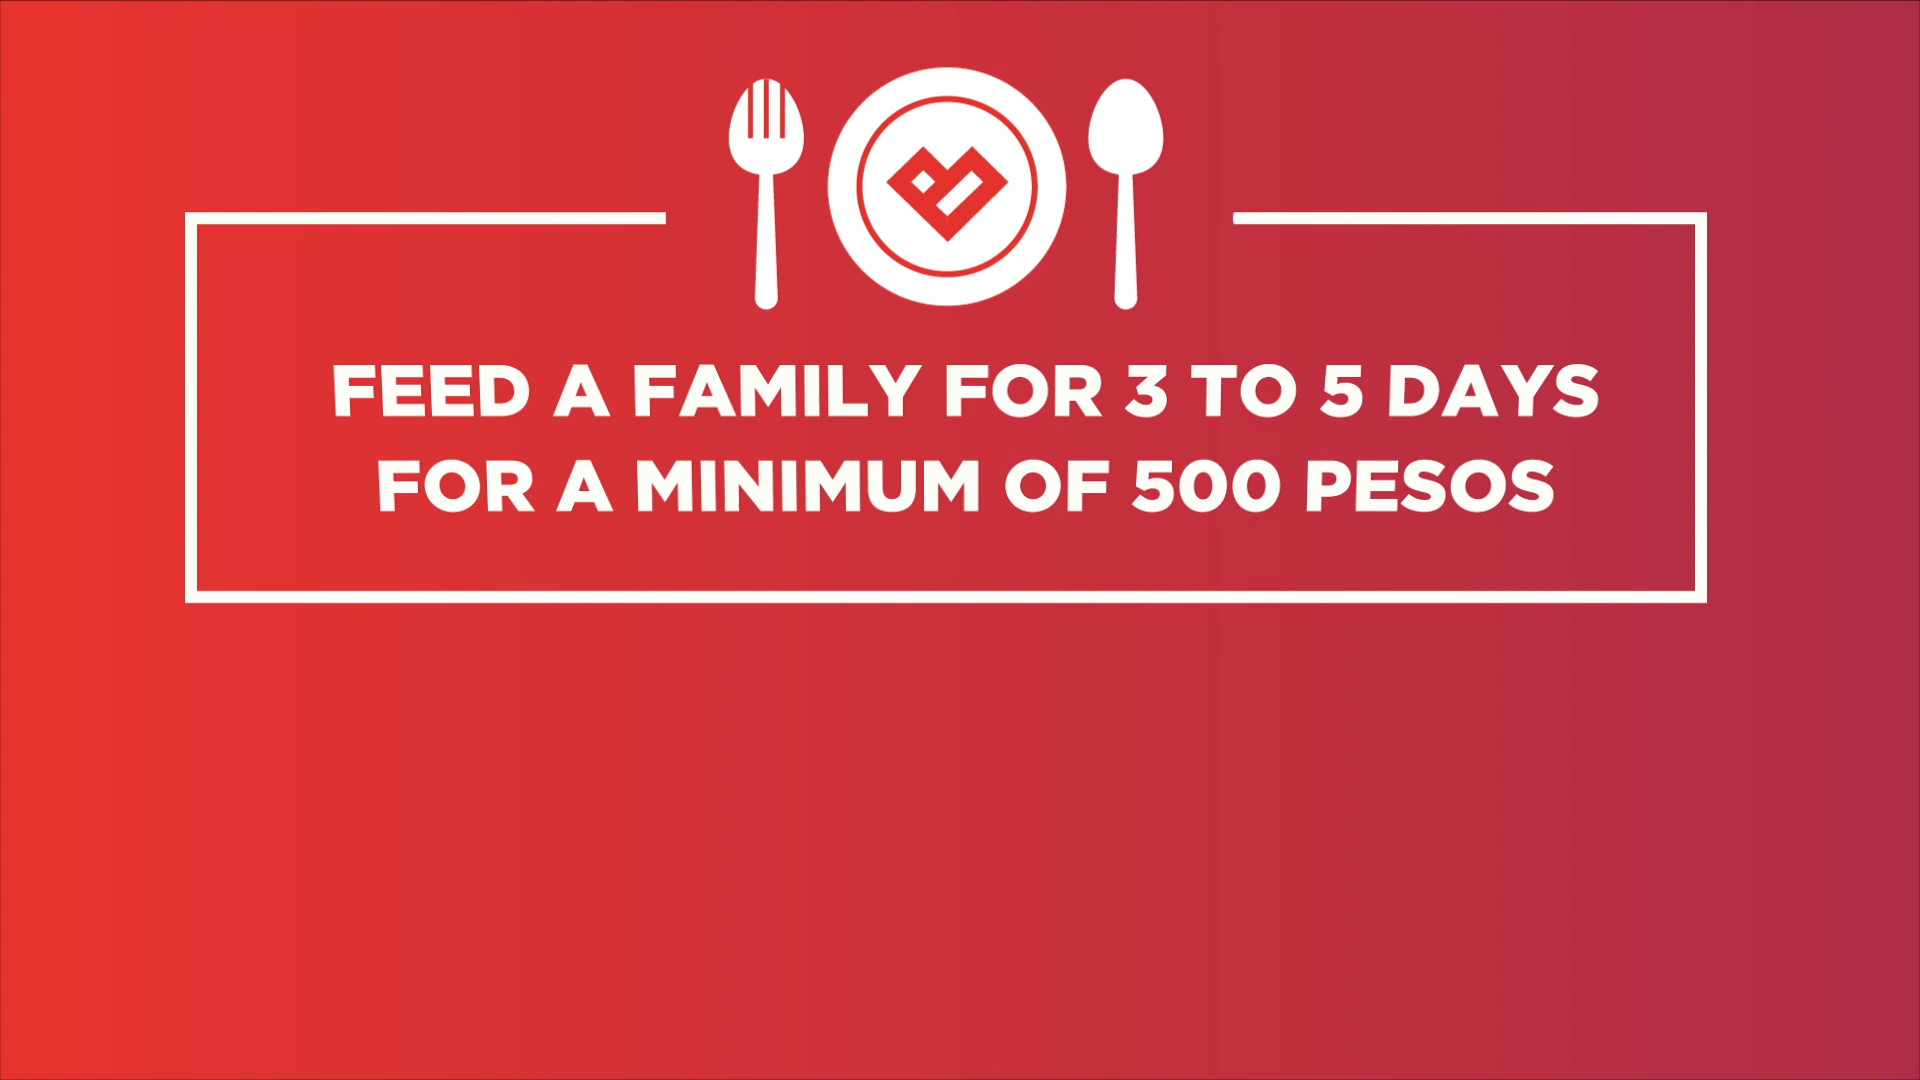 FEED A FAMILY FOR 3 TO 5 DAYS
FOR A MINIMUM OF 500 PESOS